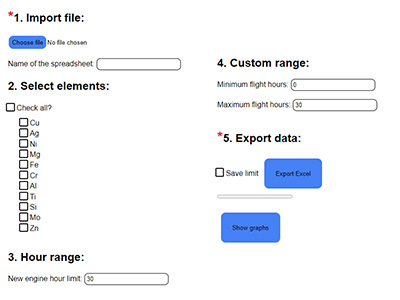 *1. Import file:
Choose file No file chosen
Name of the spreadsheet:
2. Select elements:
Check all?
Cu
Ag
Ni
Mg
Fe
Cr
Al
Ti
Si
Mo
Zn
3. Hour range:
New engine hour limit: 30
4. Custom range:
Minimum flight hours: 0
Maximum flight hours: 30
*5. Export data:
Save limit Export Excel
Show graphs